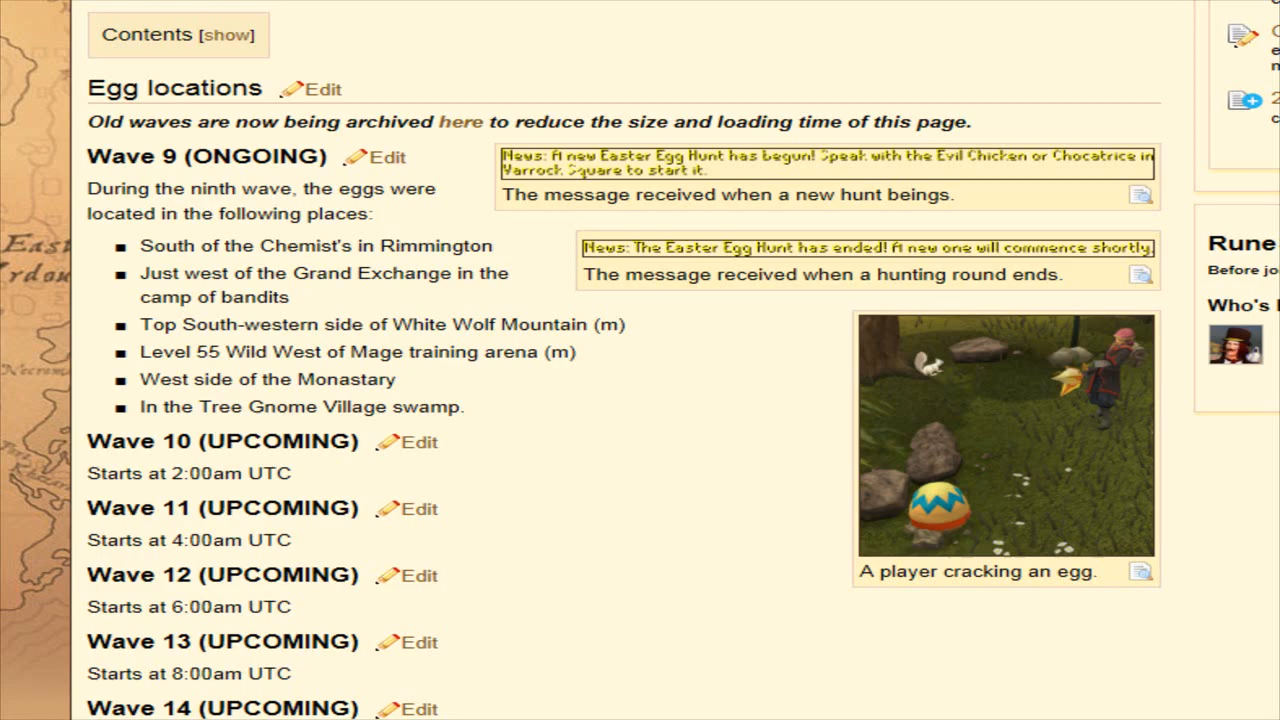 Contents [show]
Egg locations Edit
Old waves are now being archived here to reduce the size and loading time of this page.
Wave 9 (ONGOING) Edit
During the ninth wave, the eggs were
located in the following places:
South of the Chemist's in Rimmington
Just west of the Grand Exchange in the
camp of bandits
Top South-western side of White Wolf Mountain (m)
Level 55 Wild West of Mage training arena (m)
West side of the Monastary
In the Tree Gnome Village swamp.
News: A new Easter Egg Hunt has begun! Speak with the Evil Chicken or Chocatrice in
Varrock Square to start it.
The message received when a new hunt beings.
News: The Easter Egg Hunt has ended! A new one will commence shortly.
The message received when a hunting round ends.
A player cracking an egg.
Wave 10 (UPCOMING) Edit
Starts at 2:00am UTC
Wave 11 (UPCOMING) Edit
Starts at 4:00am UTC
Wave 12 (UPCOMING) Edit
Starts at 6:00am UTC
Wave 13 (UPCOMING) Edit
Starts at 8:00am UTC
Wave 14 (UPCOMING) Edit
East
Rune
Before jo
Who's